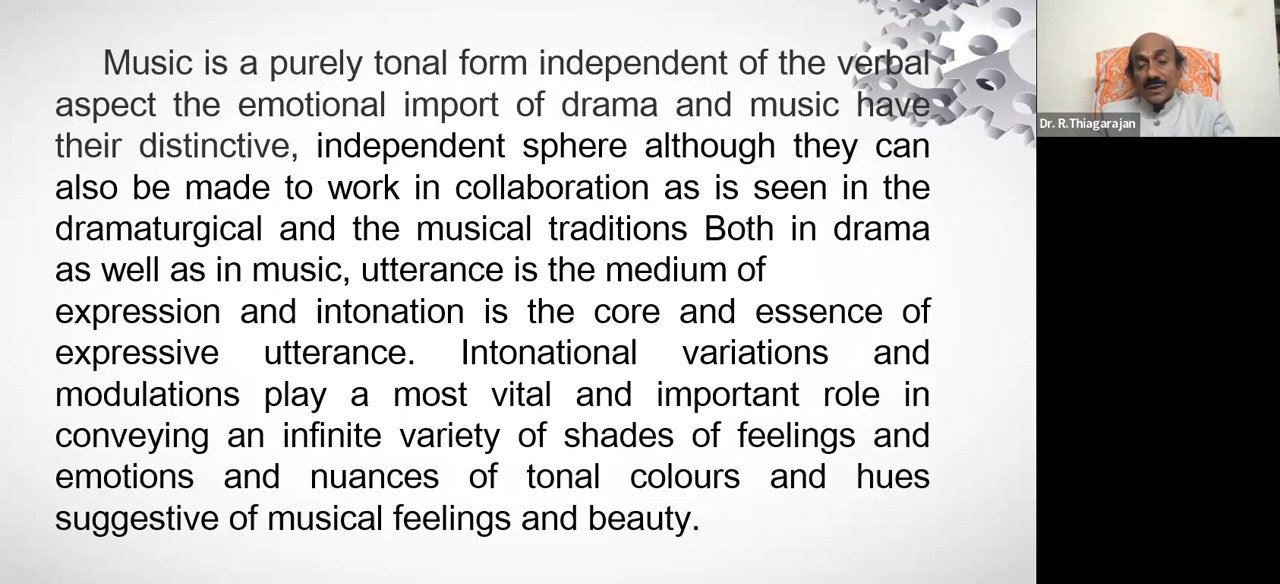 Music is a purely tonal form independent of the verbal
aspect the emotional import of drama and music have
their distinctive, independent sphere although they can
also be made to work in collaboration as is seen in the
dramaturgical and the musical traditions Both in drama
as well as in music, utterance is the medium of
expression and intonation is the core and essence of
expressive utterance. Intonational variations and
modulations play a most vital and important role in
conveying an infinite variety of shades of feelings and
emotions and nuances of tonal colours and hues
suggestive of musical feelings and beauty.
Dr. R.Thiagarajan